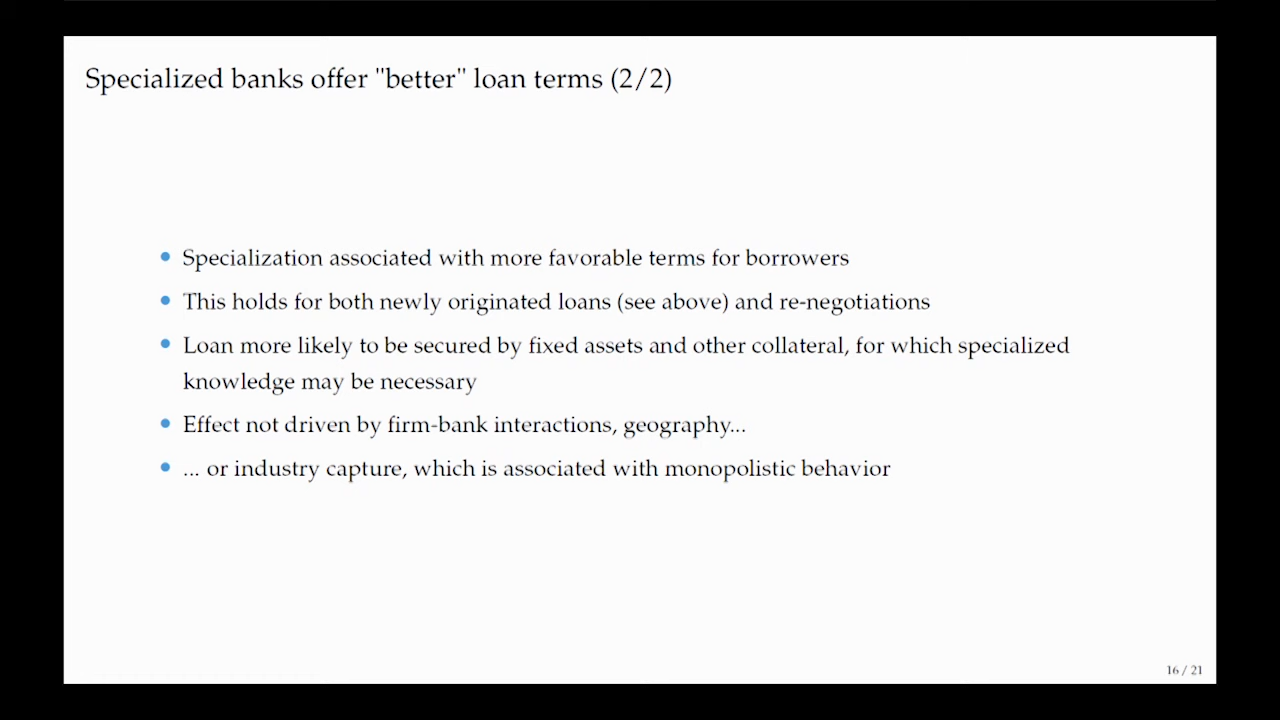 Specialized banks offer "better" loan terms (2/2)
• Specialization associated with more favorable terms for borrowers
• This holds for both newly originated loans (see above) and re-negotiations
• Loan more likely to be secured by fixed assets and other collateral, for which specialized
knowledge may be necessary
• Effect not driven by firm-bank interactions, geography...
• ... or industry capture, which is associated with monopolistic behavior
16 / 21